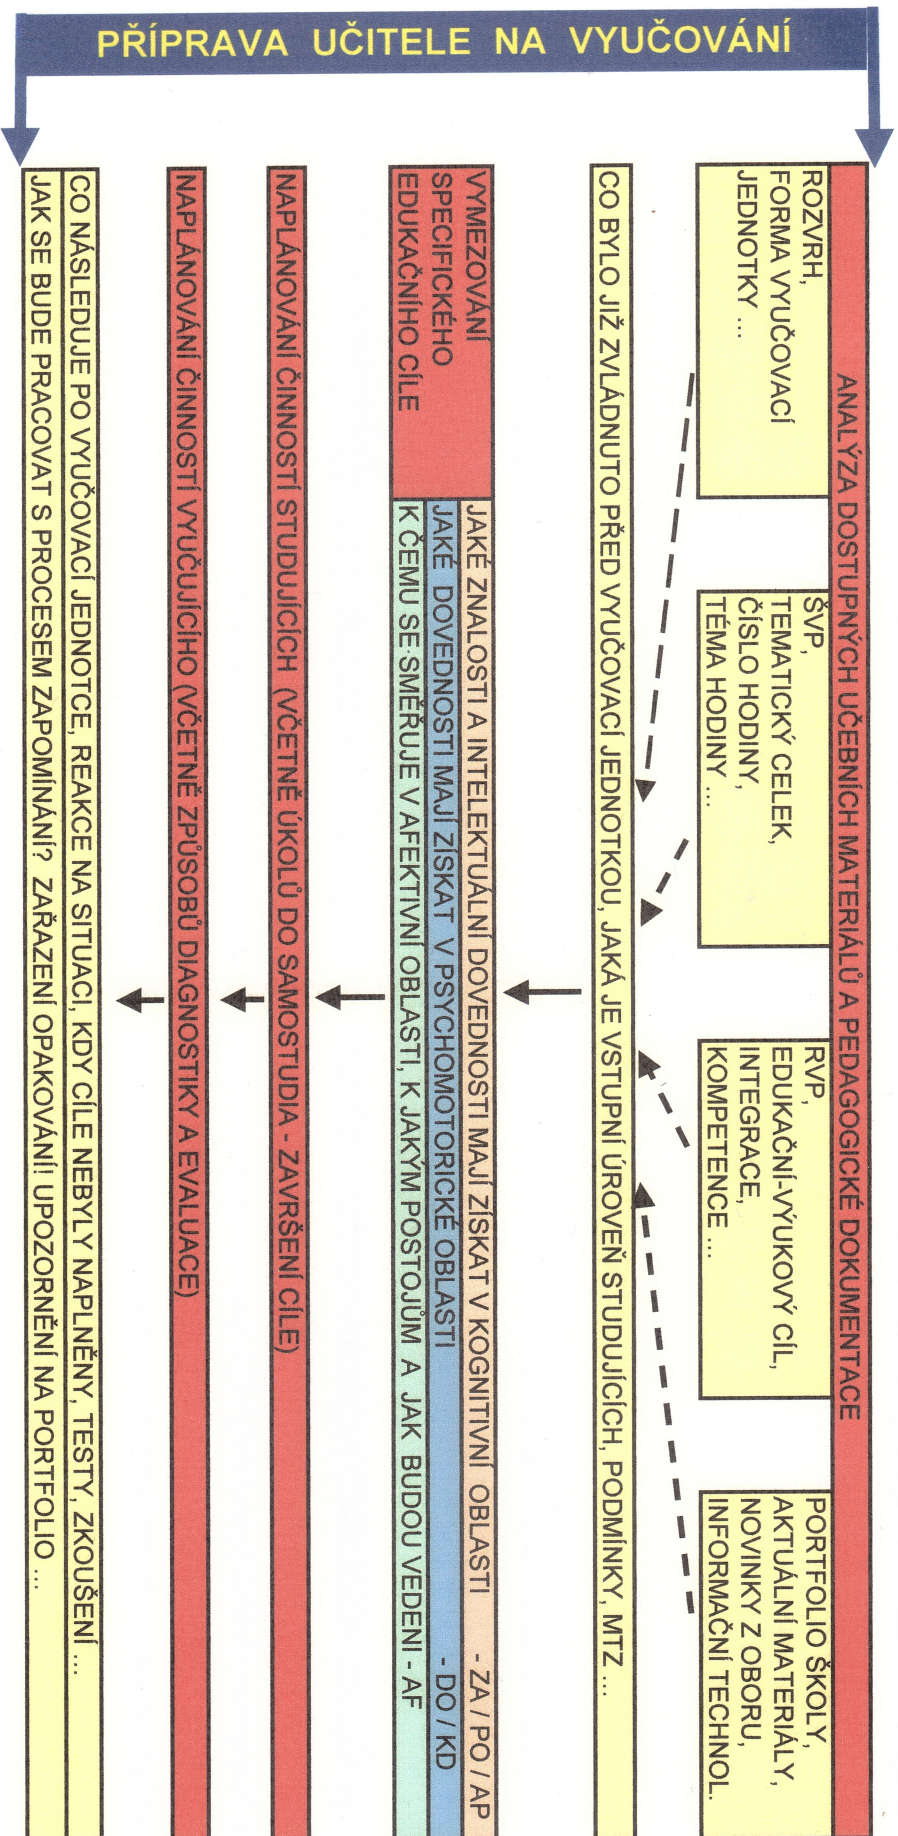 PŘÍPRAVA UČITELE NA VYUČOVÁNÍ
ANALÝZA DOSTUPNÝCH UČEBNÍCH MATERIÁLŮ A PEDAGOGICKÉ DOKUMENTACE
ROZVRH,
FORMA VYUČOVACÍ
JEDNOTKY ...
ŠVP,
TEMATICKÝ CELEK,
ČÍSLO HODINY,
TÉMA HODINY ...
RVP,
EDUKAČNÍ-VÝUKOVÝ CÍL,
INTEGRACE,
KOMPETENCE ...
PORTFOLIO ŠKOLY,
AKTUÁLNÍ MATERIÁLY,
NOVINKY Z OBORU,
INFORMAČNÍ TECHNOL.
CO BYLO JIŽ ZVLÁDNUTO PŘED VYUČOVACÍ JEDNOTKOU, JAKÁ JE VSTUPNÍ ÚROVEŇ STUDUJÍCÍCH, PODMÍNKY, MTZ ...
VYMEZOVÁNÍ
SPECIFICKÉHO
EDUKAČNÍHO CÍLE
JAKÉ ZNALOSTI A INTELEKTUÁLNÍ DOVEDNOSTI MAJÍ ZÍSKAT V KOGNITIVNÍ OBLASTI - ZA / PO / AP
JAKÉ DOVEDNOSTI MAJÍ ZÍSKAT V PSYCHOMOTORICKÉ OBLASTI - DO / KD
K ČEMU SE SMĚŘUJE V AFEKTIVNÍ OBLASTI, K JAKÝM POSTOJŮM A JAK BUDOU VEDENI - AF
NAPLÁNOVÁNÍ ČINNOSTÍ STUDUJÍCÍCH (VČETNĚ ÚKOLŮ DO SAMOSTUDIA - ZAVRŠENÍ CÍLE)
NAPLÁNOVÁNÍ ČINNOSTÍ VYUČUJÍCÍHO (VČETNĚ ZPŮSOBŮ DIAGNOSTIKY A EVALUACE)
CO NÁSLEDUJE PO VYUČOVACÍ JEDNOTCE, REAKCE NA SITUACI, KDY CÍLE NEBYLY NAPLNĚNY, TESTY, ZKOUŠENÍ ...
JAK SE BUDE PRACOVAT S PROCESEM ZAPOMÍNÁNÍ? ZAŘAZENÍ OPAKOVÁNÍ! UPOZORNĚNÍ NA PORTFOLIO ...